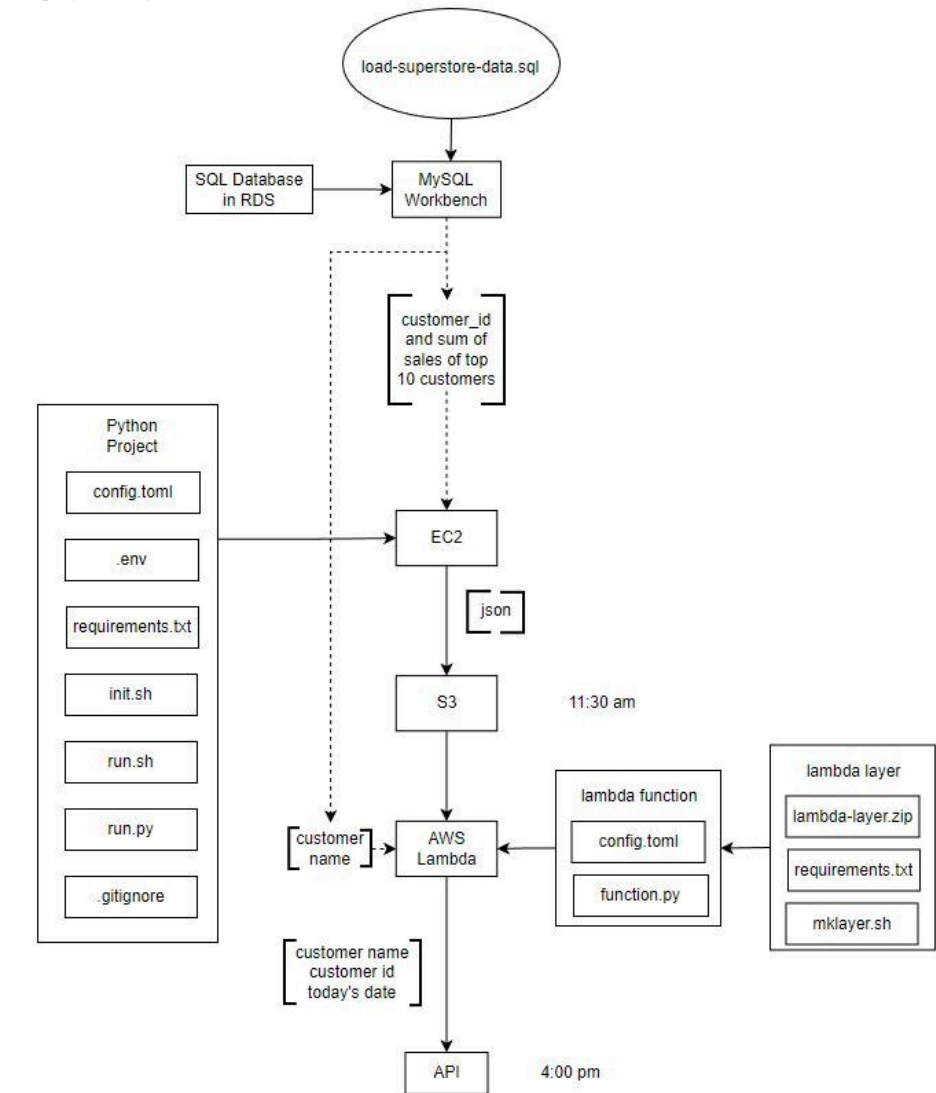 load-superstore-data.sql
SQL Database
in RDS
MySQL
Workbench
customer_id
and sum of
sales of top
10 customers
Python
Project
config.toml
.env
requirements.txt
init.sh
run.sh
run.py
.gitignore
EC2
json
S3
11:30 am
customer
name
AWS
Lambda
lambda function
config.toml
function.py
lambda layer
lambda-layer.zip
requirements.txt
mklayer.sh
customer name
customer id
today's date
API
4:00 pm